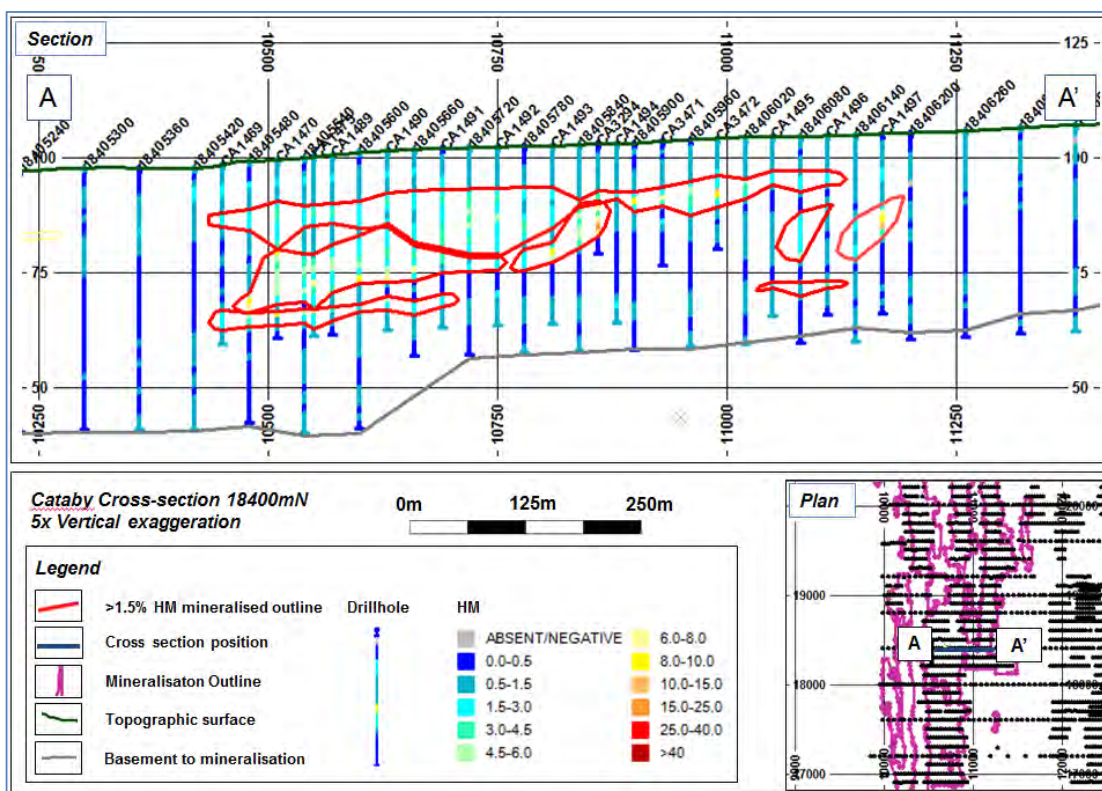 Section
A
A'
10500
10750
11000
11250
125
100
100
75
50
50
18405240
18405300
18405360
18405420
CA1469
18405480
CA1470
18405540
CA1489
18405600
CA1490
18405660
CA1491
18405720
CA1492
18405780
CA1493
18405840
CA3294
CA1494
18405900
CA3471
18405960
CA3472
18406020
CA1495
18406080
CA1496
18406140
CA1497
18406200
18406260
10250
10500
10750
11000
11250
Cataby Cross-section 18400mN
5x Vertical exaggeration
0m 125m 250m
Legend
>1.5% HM mineralised outline
Cross section position
Mineralisaton Outline
Topographic surface
Basement to mineralisation
Drillhole
HM
ABSENT/NEGATIVE
0.0-0.5
0.5-1.5
1.5-3.0
3.0-4.5
4.5-6.0
6.0-8.0
8.0-10.0
10.0-15.0
15.0-25.0
25.0-40.0
>40
Plan
A
A'
10000
19000
18000
10000
11000
12000